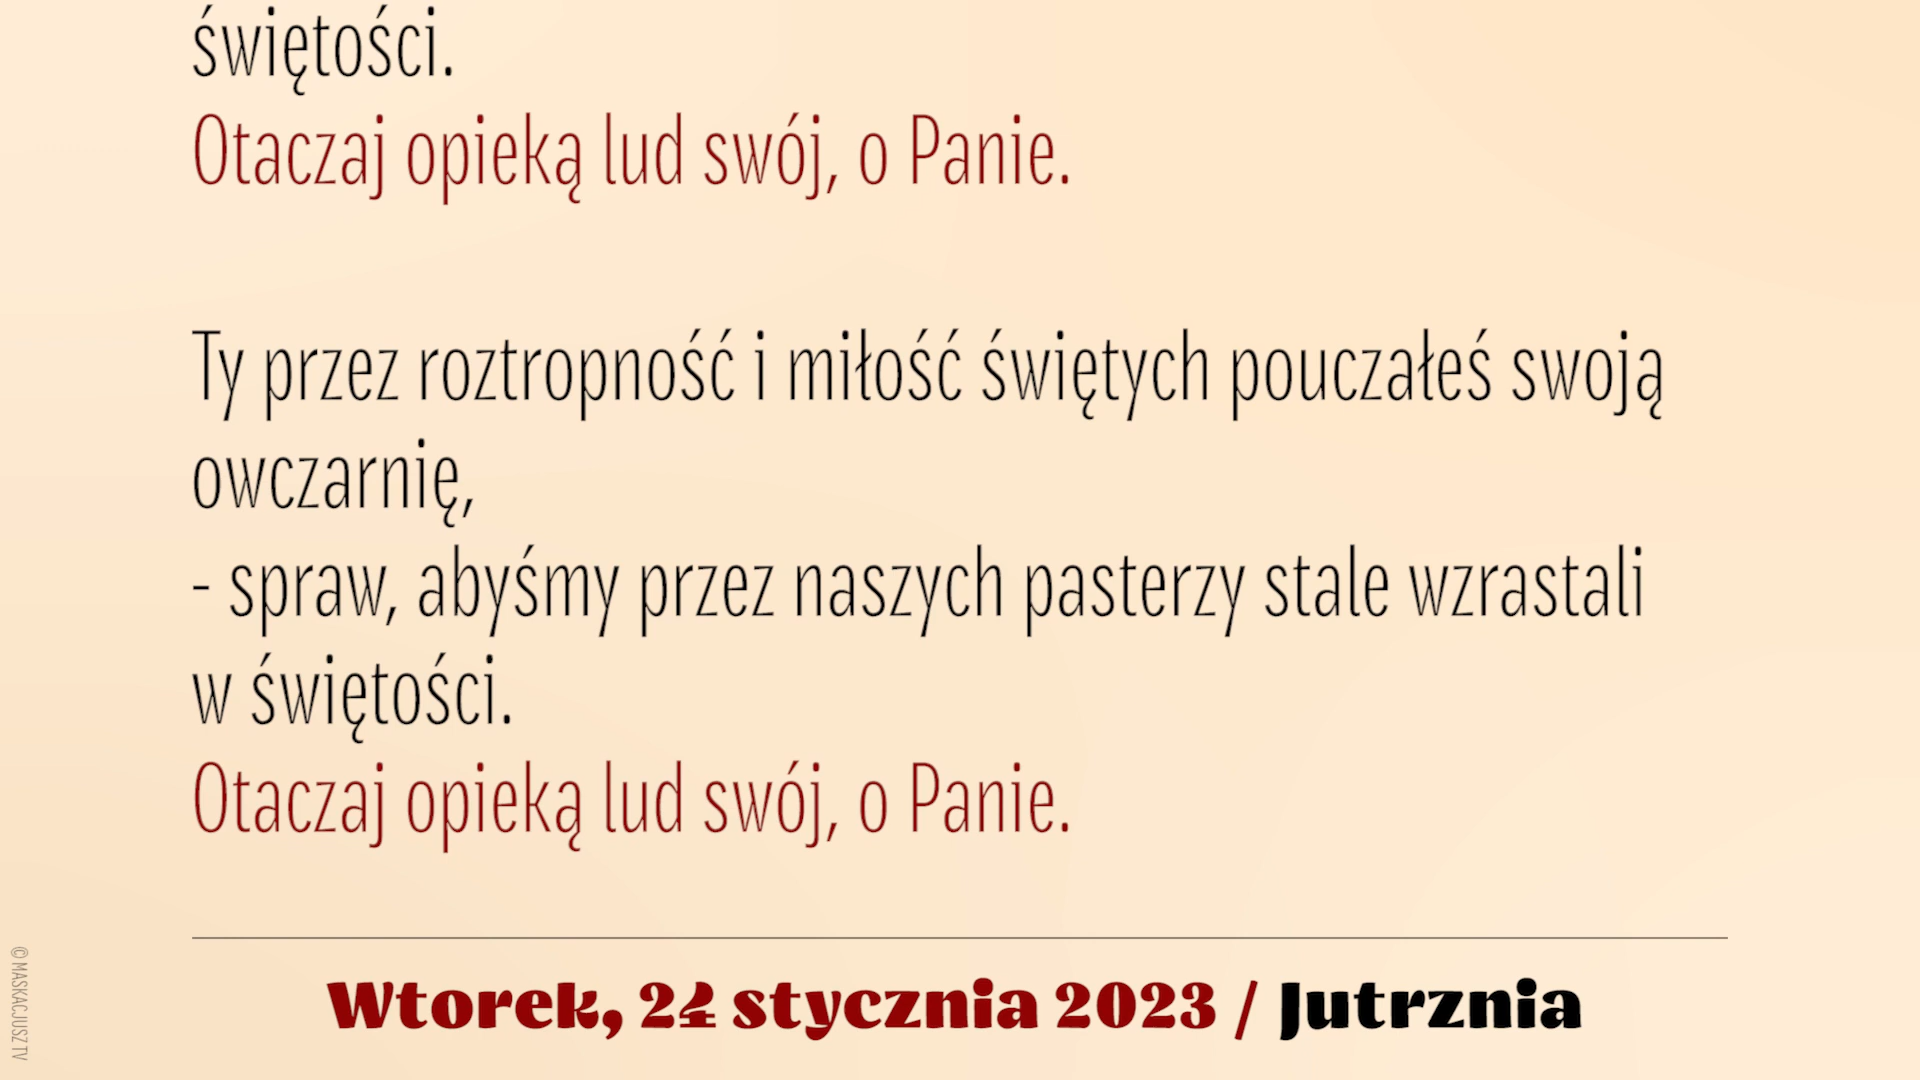 świętości.
Otaczaj opieką lud swój, o Panie.
Ty przez roztropność i miłość świętych pouczałeś swoją
owczarnię,
- spraw, abyśmy przez naszych pasterzy stale wzrastali
w świętości.
Otaczaj opieką lud swój, o Panie.
Wtorek, 24 stycznia 2023 / Jutrznia
© MASKACJUSZ TV